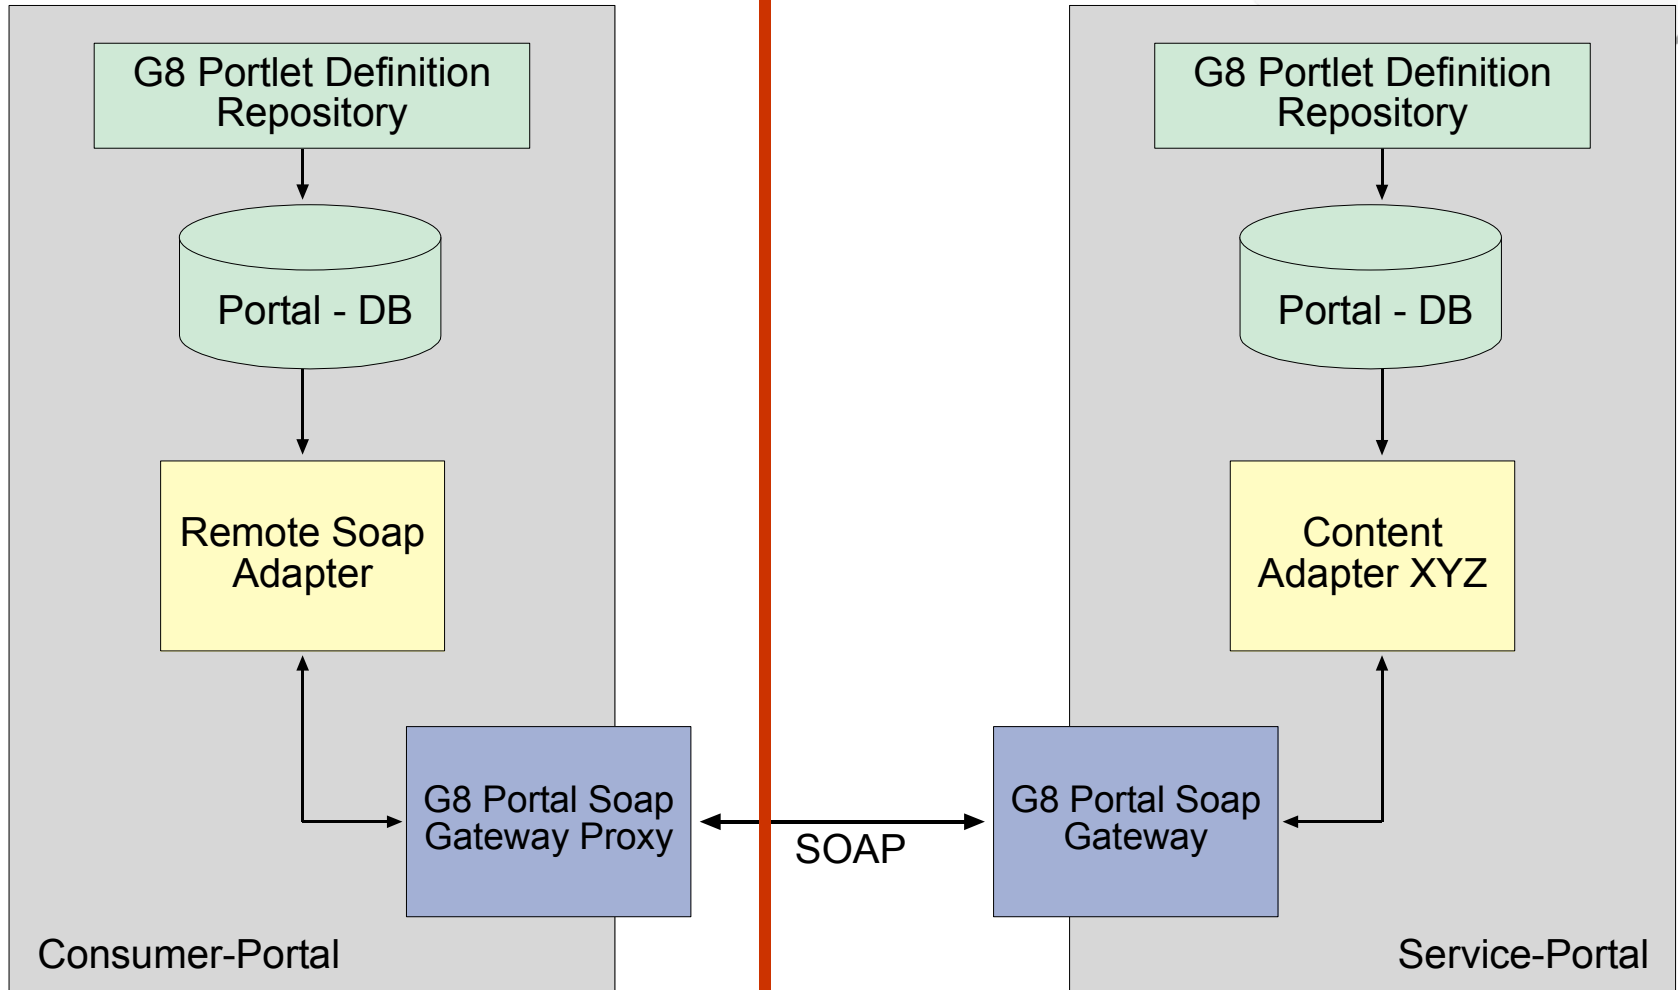 G8 Portlet Definition
Repository
Portal - DB
Remote Soap
Adapter
G8 Portal Soap
Gateway Proxy
Consumer-Portal
SOAP
G8 Portlet Definition
Repository
Portal - DB
Content
Adapter XYZ
G8 Portal Soap
Gateway
Service-Portal